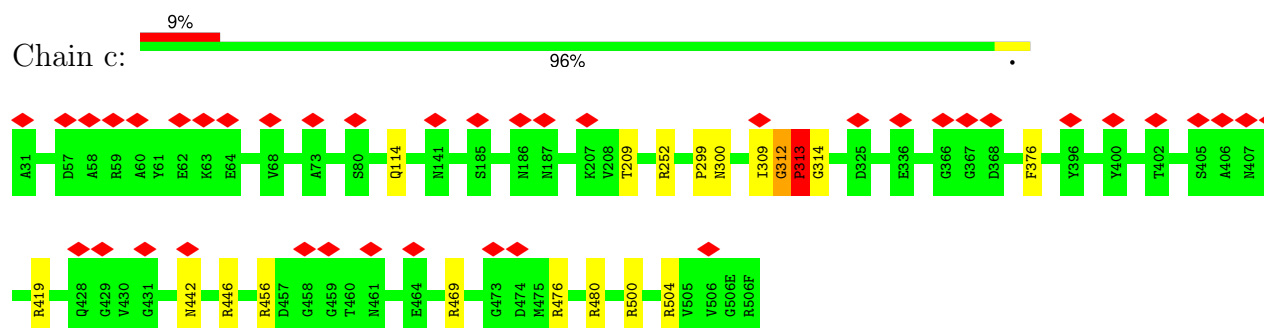 9%
Chain c:
96%
•
A31 D57 A58 R59 A60 Y61 E62 K63 E64 V68 A73 S80 Q114 N141 S185 N186 N187 K207 V208 T209 R252 P299 N300 I309 G312 P313 G314 D325 E336 G366 G367 D368 F376 Y396 Y400 T402 S405 A406 N407
R419 Q428 G429 V430 G431 N442 R446 R456 D457 G458 G459 T460 N461 E464 R469 G473 D474 M475 R476 R480 R500 R504 V505 V506 G506E R506F